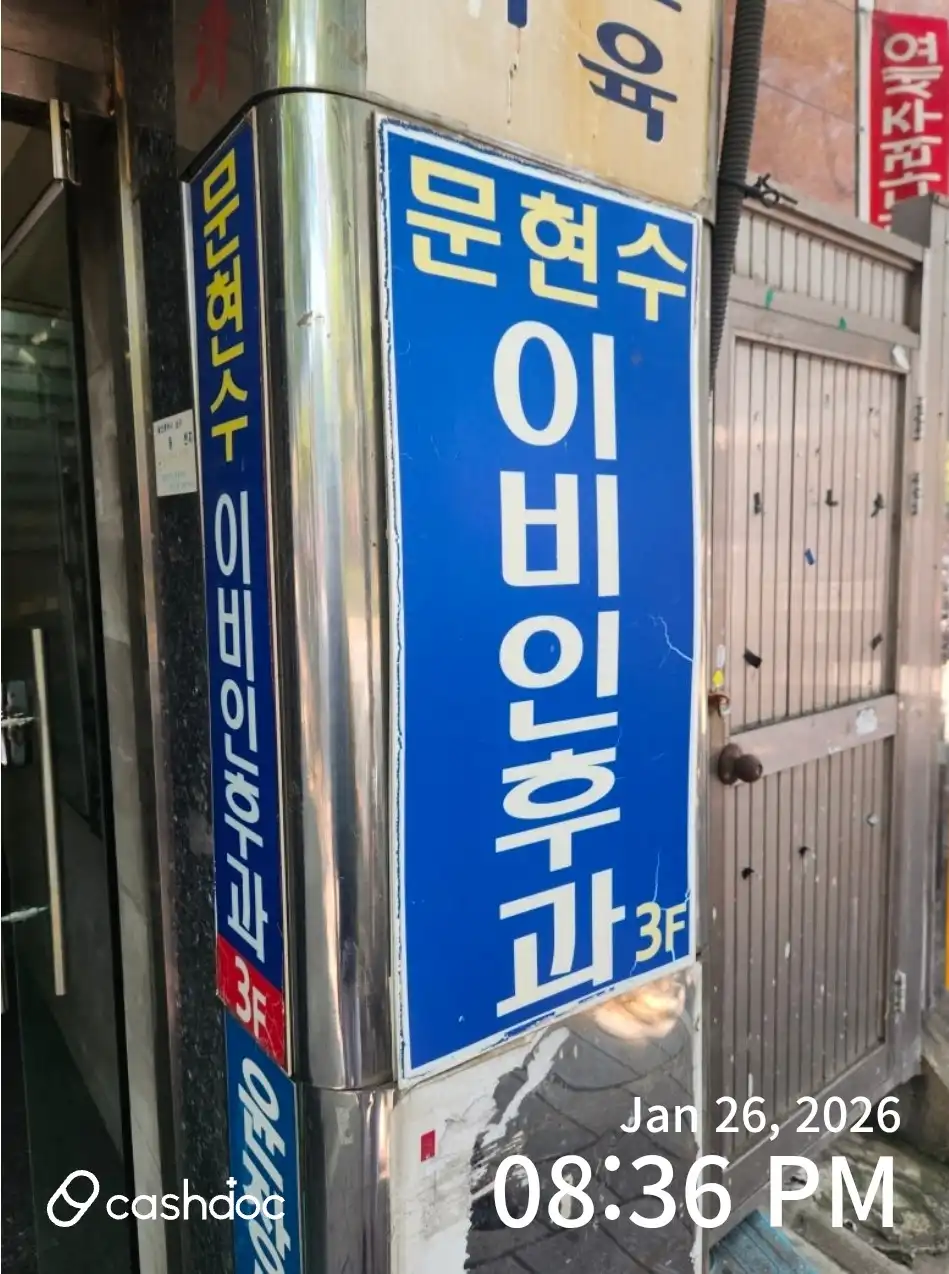 육
문현수
이비인후과
3F
문현수 이비인후과
3F
cashdoc
Jan 26, 2026
08:36 PM